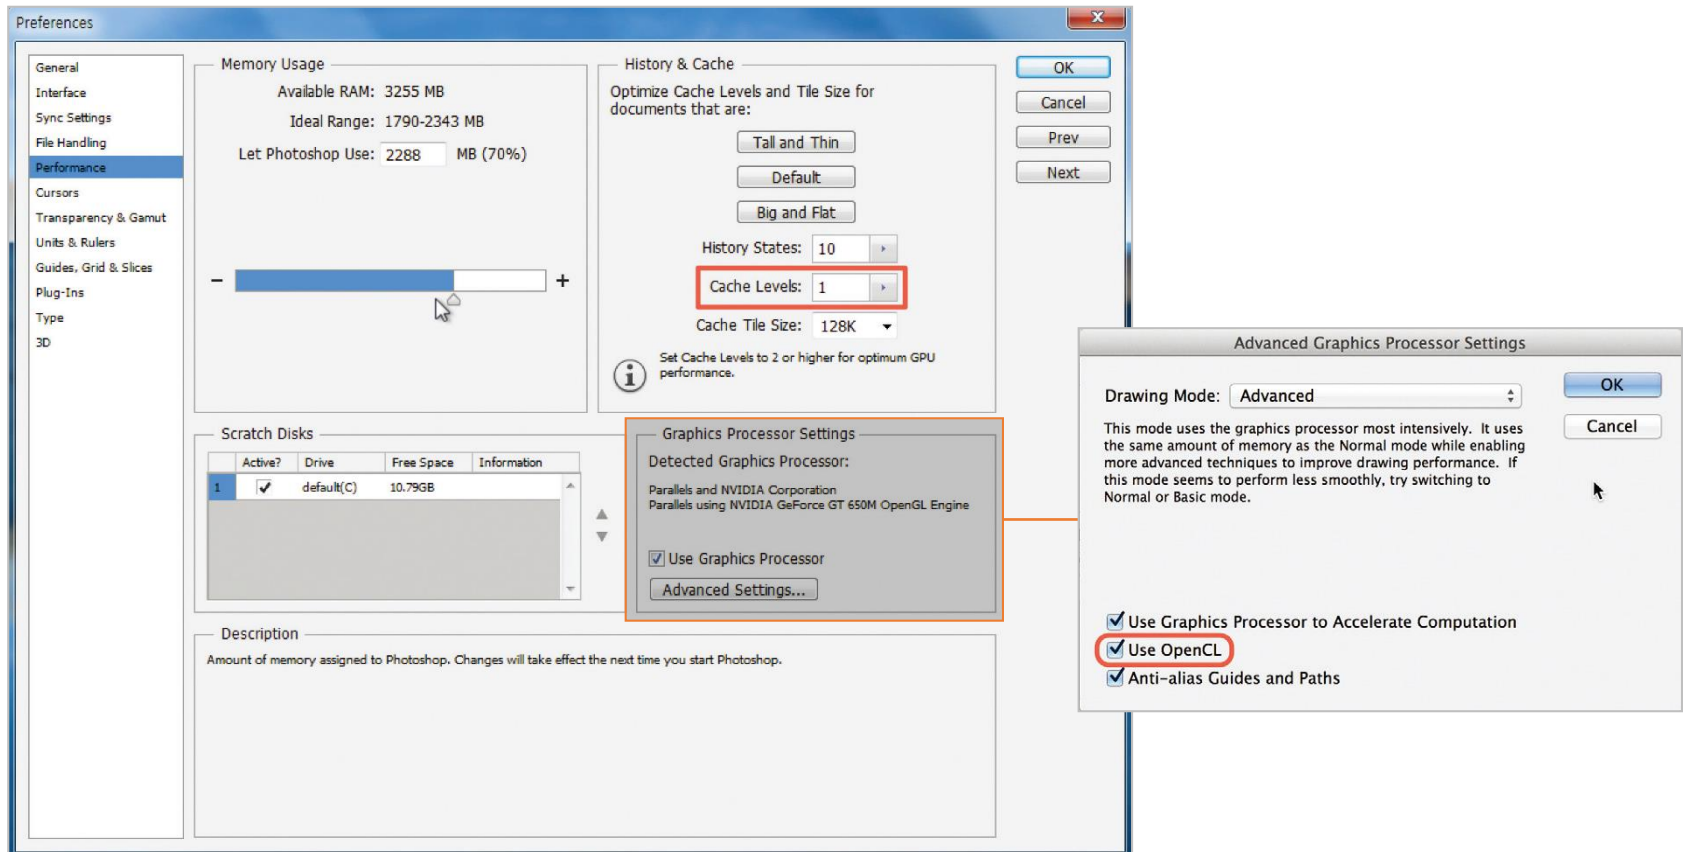 Preferences
General
Interface
Sync Settings
File Handling
Performance
Cursors
Transparency & Gamut
Units & Rulers
Guides, Grid & Slices
Plug-Ins
Type
3D
Memory Usage
Available RAM: 3255 MB
Ideal Range: 1790-2343 MB
Let Photoshop Use: 2288 MB (70%)
- +
History & Cache
Optimize Cache Levels and Tile Size for
documents that are:
Tall and Thin
Default
Big and Flat
History States: 10
Cache Levels: 1
Cache Tile Size: 128K
Set Cache Levels to 2 or higher for optimum GPU
performance.
OK
Cancel
Prev
Next
Scratch Disks
Active? Drive Free Space Information
1 default(C) 10.79GB
Graphics Processor Settings
Detected Graphics Processor:
Parallels and NVIDIA Corporation
Parallels using NVIDIA GeForce GT 650M OpenGL Engine
Use Graphics Processor
Advanced Settings...
Description
Amount of memory assigned to Photoshop. Changes will take effect the next time you start Photoshop.
Advanced Graphics Processor Settings
Drawing Mode: Advanced
This mode uses the graphics processor most intensively. It uses
the same amount of memory as the Normal mode while enabling
more advanced techniques to improve drawing performance. If
this mode seems to perform less smoothly, try switching to
Normal or Basic mode.
OK
Cancel
Use Graphics Processor to Accelerate Computation
Use OpenCL
Anti-alias Guides and Paths